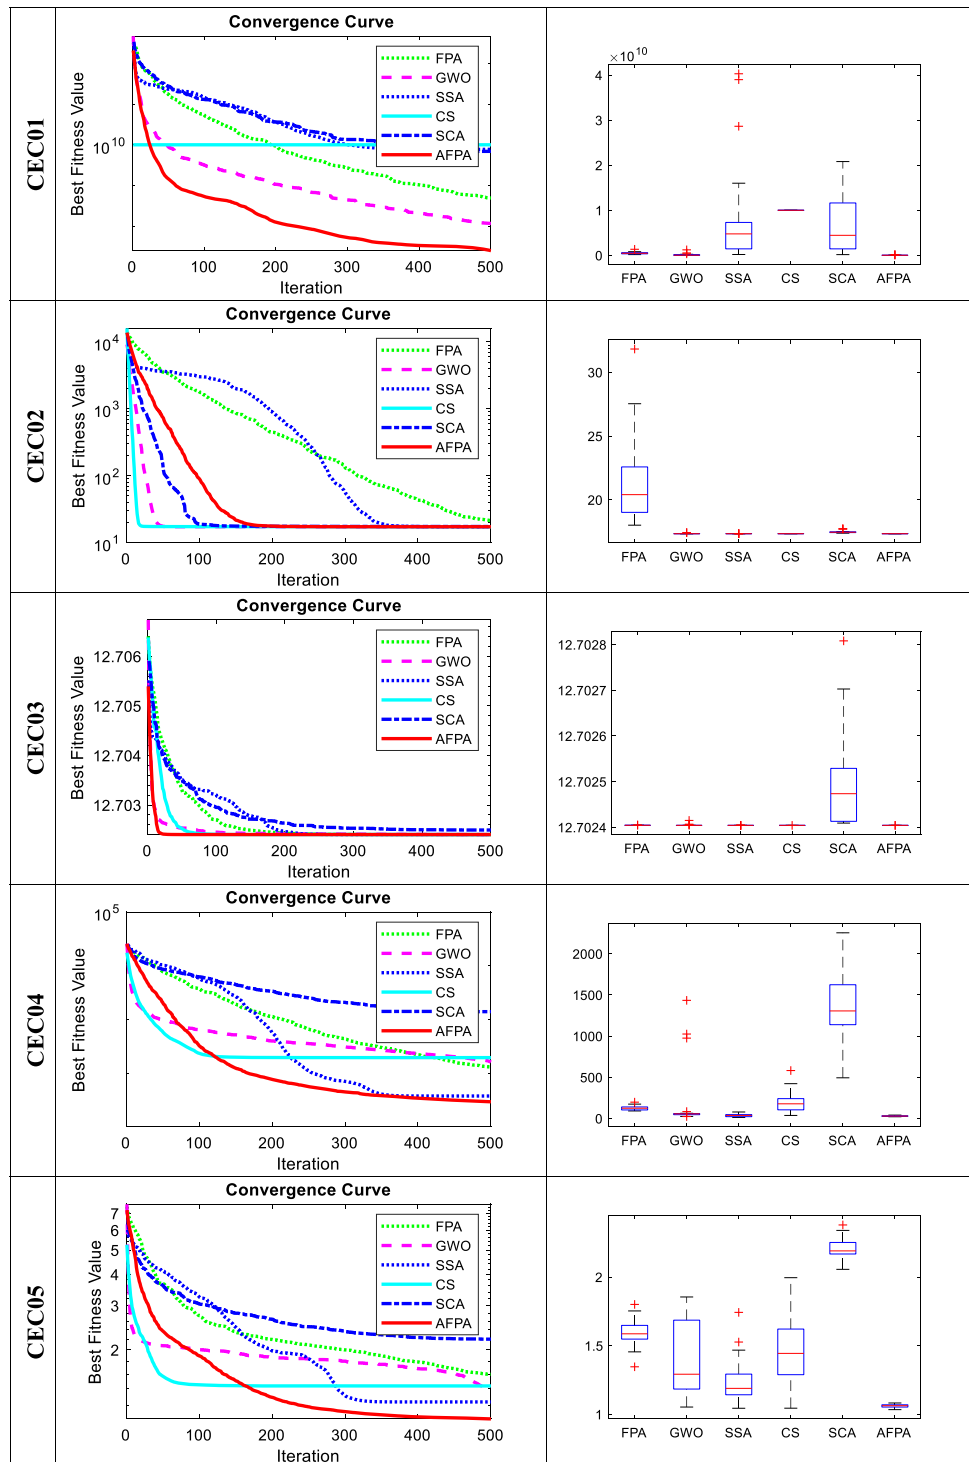 CEC01
Convergence Curve
Best Fitness Value
10^10
FPA
GWO
SSA
CS
SCA
AFPA
0 100 200 300 400 500
Iteration
×10^10
4
3
2
1
0
FPA GWO SSA CS SCA AFPA
CEC02
Convergence Curve
Best Fitness Value
10^4
10^3
10^2
10^1
FPA
GWO
SSA
CS
SCA
AFPA
0 100 200 300 400 500
Iteration
30
25
20
FPA GWO SSA CS SCA AFPA
CEC03
Convergence Curve
Best Fitness Value
12.706
12.705
12.704
12.703
FPA
GWO
SSA
CS
SCA
AFPA
0 100 200 300 400 500
Iteration
12.7028
12.7027
12.7026
12.7025
12.7024
FPA GWO SSA CS SCA AFPA
CEC04
Convergence Curve
Best Fitness Value
10^5
FPA
GWO
SSA
CS
SCA
AFPA
0 100 200 300 400 500
Iteration
2000
1500
1000
500
0
FPA GWO SSA CS SCA AFPA
CEC05
Convergence Curve
Best Fitness Value
7
6
5
4
3
2
FPA
GWO
SSA
CS
SCA
AFPA
0 100 200 300 400 500
Iteration
2
1.5
1
FPA GWO SSA CS SCA AFPA